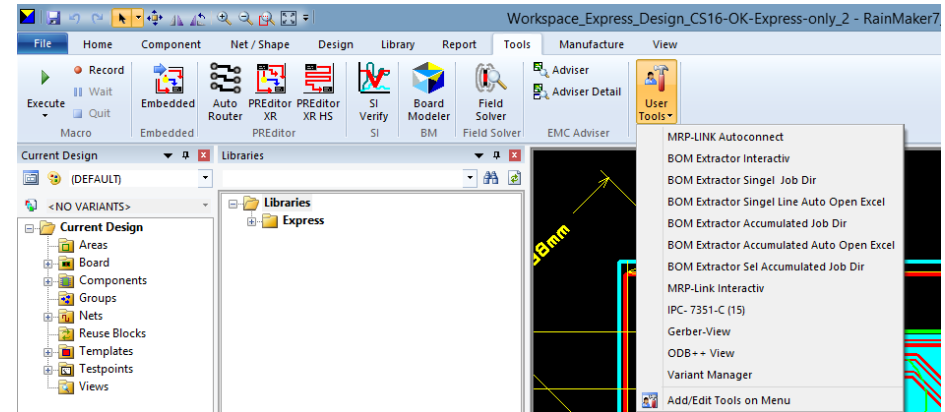 Workspace_Express_Design_CS16-OK-Express-only_2 - RainMaker7_
File Home Component Net / Shape Design Library Report Tools Manufacture View
Record
Wait
Quit
Execute
Macro
Embedded
Embedded
Auto Router
PREditor XR
PREditor XR HS
PREditor
SI Verify
SI
Board Modeler
BM
Field Solver
Field Solver
Adviser
Adviser Detail
EMC Adviser
User Tools
Current Design
(DEFAULT)
<NO VARIANTS>
Current Design
Areas
Board
Components
Groups
Nets
Reuse Blocks
Templates
Testpoints
Views
Libraries
Libraries
Express
8mm
MRP-LINK Autoconnect
BOM Extractor Interactiv
BOM Extractor Singel Job Dir
BOM Extractor Singel Line Auto Open Excel
BOM Extractor Accumulated Job Dir
BOM Extractor Accumulated Auto Open Excel
BOM Extractor Sel Accumulated Job Dir
MRP-Link Interactiv
IPC- 7351-C (15)
Gerber-View
ODB++ View
Variant Manager
Add/Edit Tools on Menu